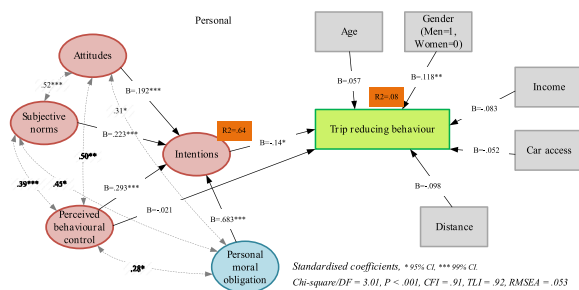 Personal
Attitudes
Subjective
norms
Perceived
behavioural
control
Intentions
Personal
moral
obligation
Age
Gender
(Men=1,
Women=0)
Income
Car access
Distance
Trip reducing behaviour
R2=.64
R2=.08
B=.192***
B=.223***
B=.293***
B=.683***
B=-.14*
B=-.021
B=.057
B=.118**
B=-.083
B=-.052
B=-.098
.52***
.31*
.50**
.39***
.45*
.28*
Standardised coefficients, * 95% CI, *** 99% CI.
Chi-square/DF = 3.01, P < .001, CFI = .91, TLI = .92, RMSEA = .053